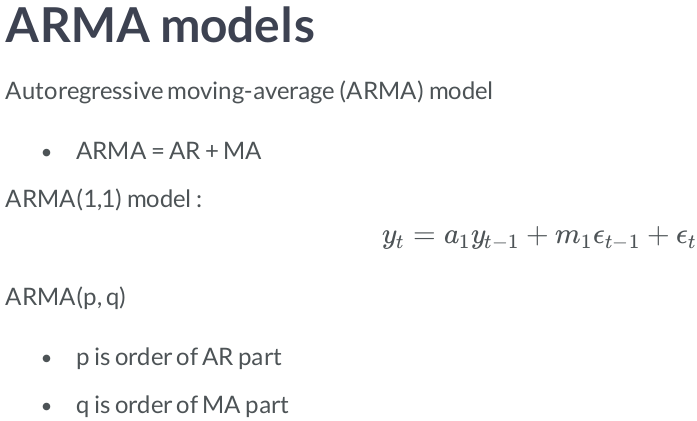 ARMA models
Autoregressive moving-average (ARMA) model
• ARMA = AR + MA
ARMA(1,1) model :
$y_t = a_1 y_{t-1} + m_1 \epsilon_{t-1} + \epsilon_t$
ARMA(p, q)
• p is order of AR part
• q is order of MA part